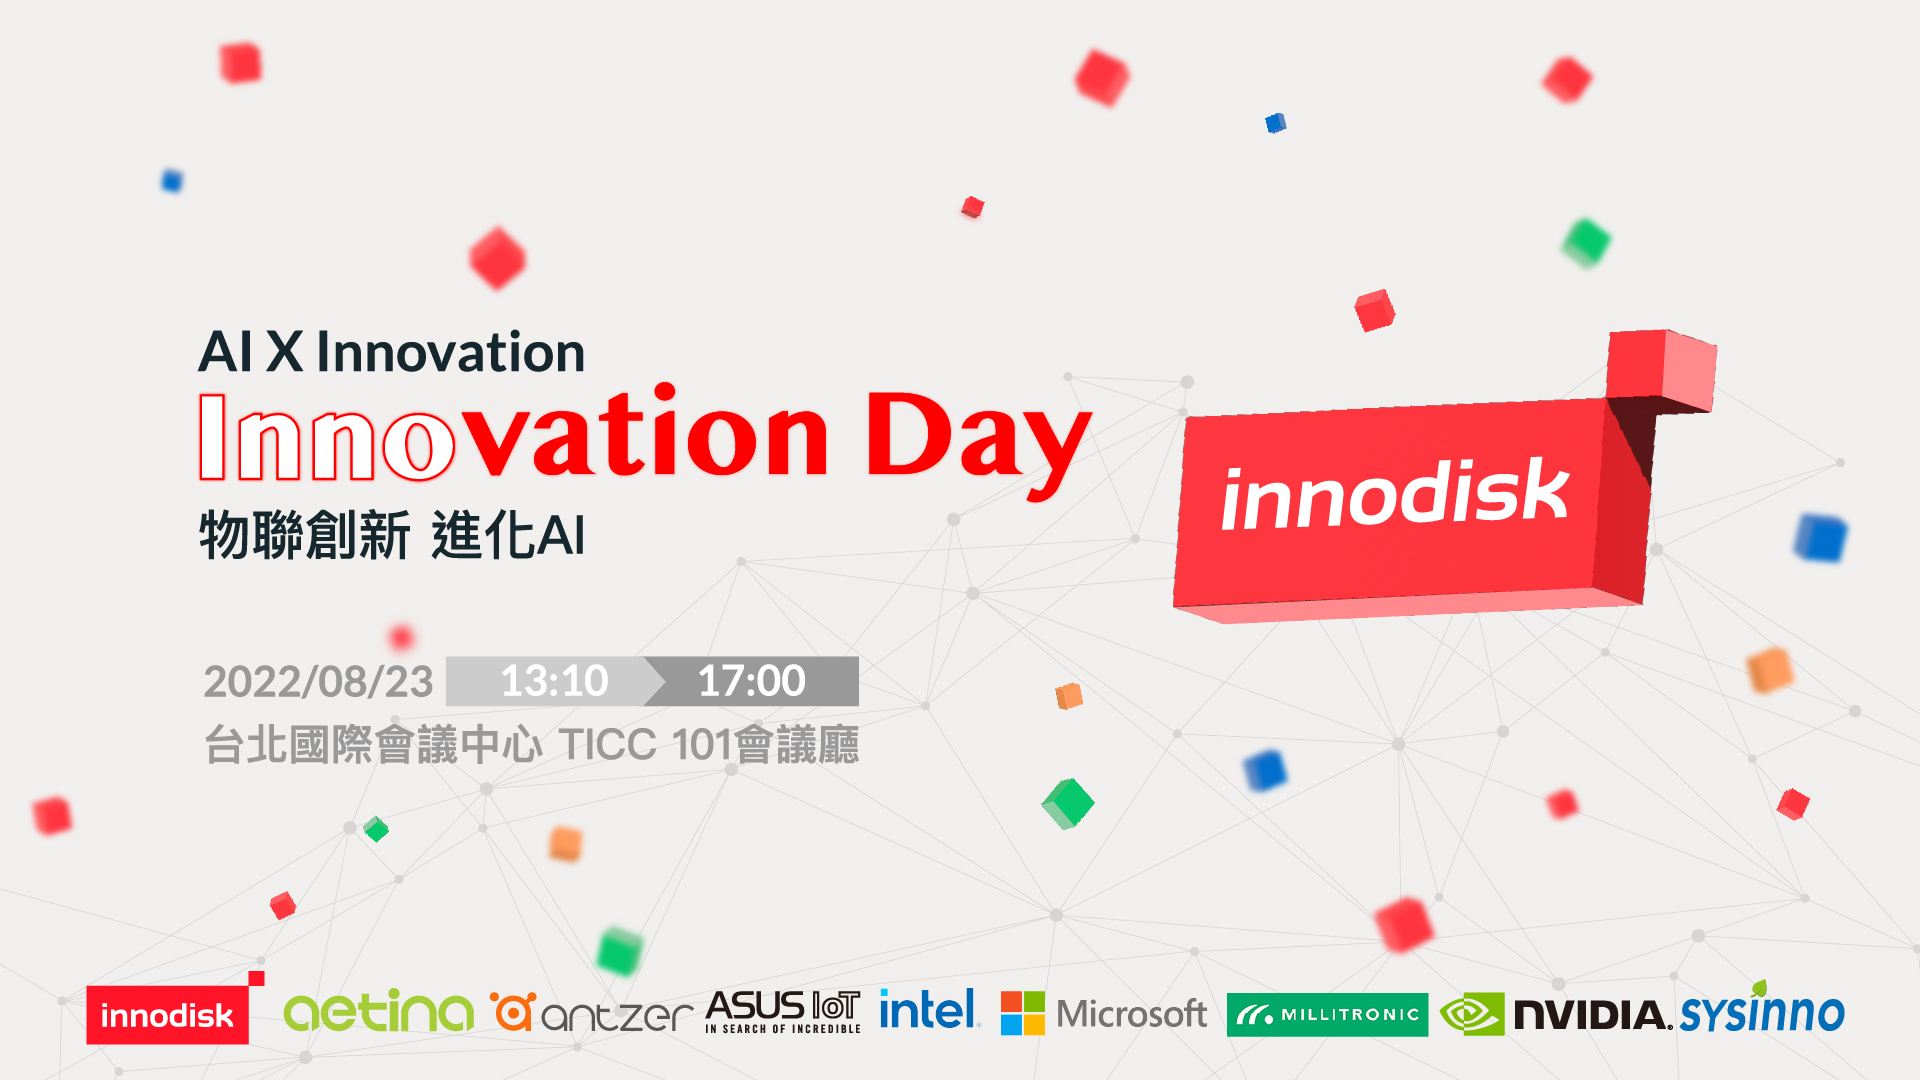 AI X Innovation
Innovation Day
物聯創新 進化AI
innodisk
2022/08/23 13:10 17:00
台北國際會議中心 TICC 101會議廳
innodisk
aetina
antzer
ASUS IoT
IN SEARCH OF INCREDIBLE
intel
Microsoft
MILLITRONIC
NVIDIA
sysinno